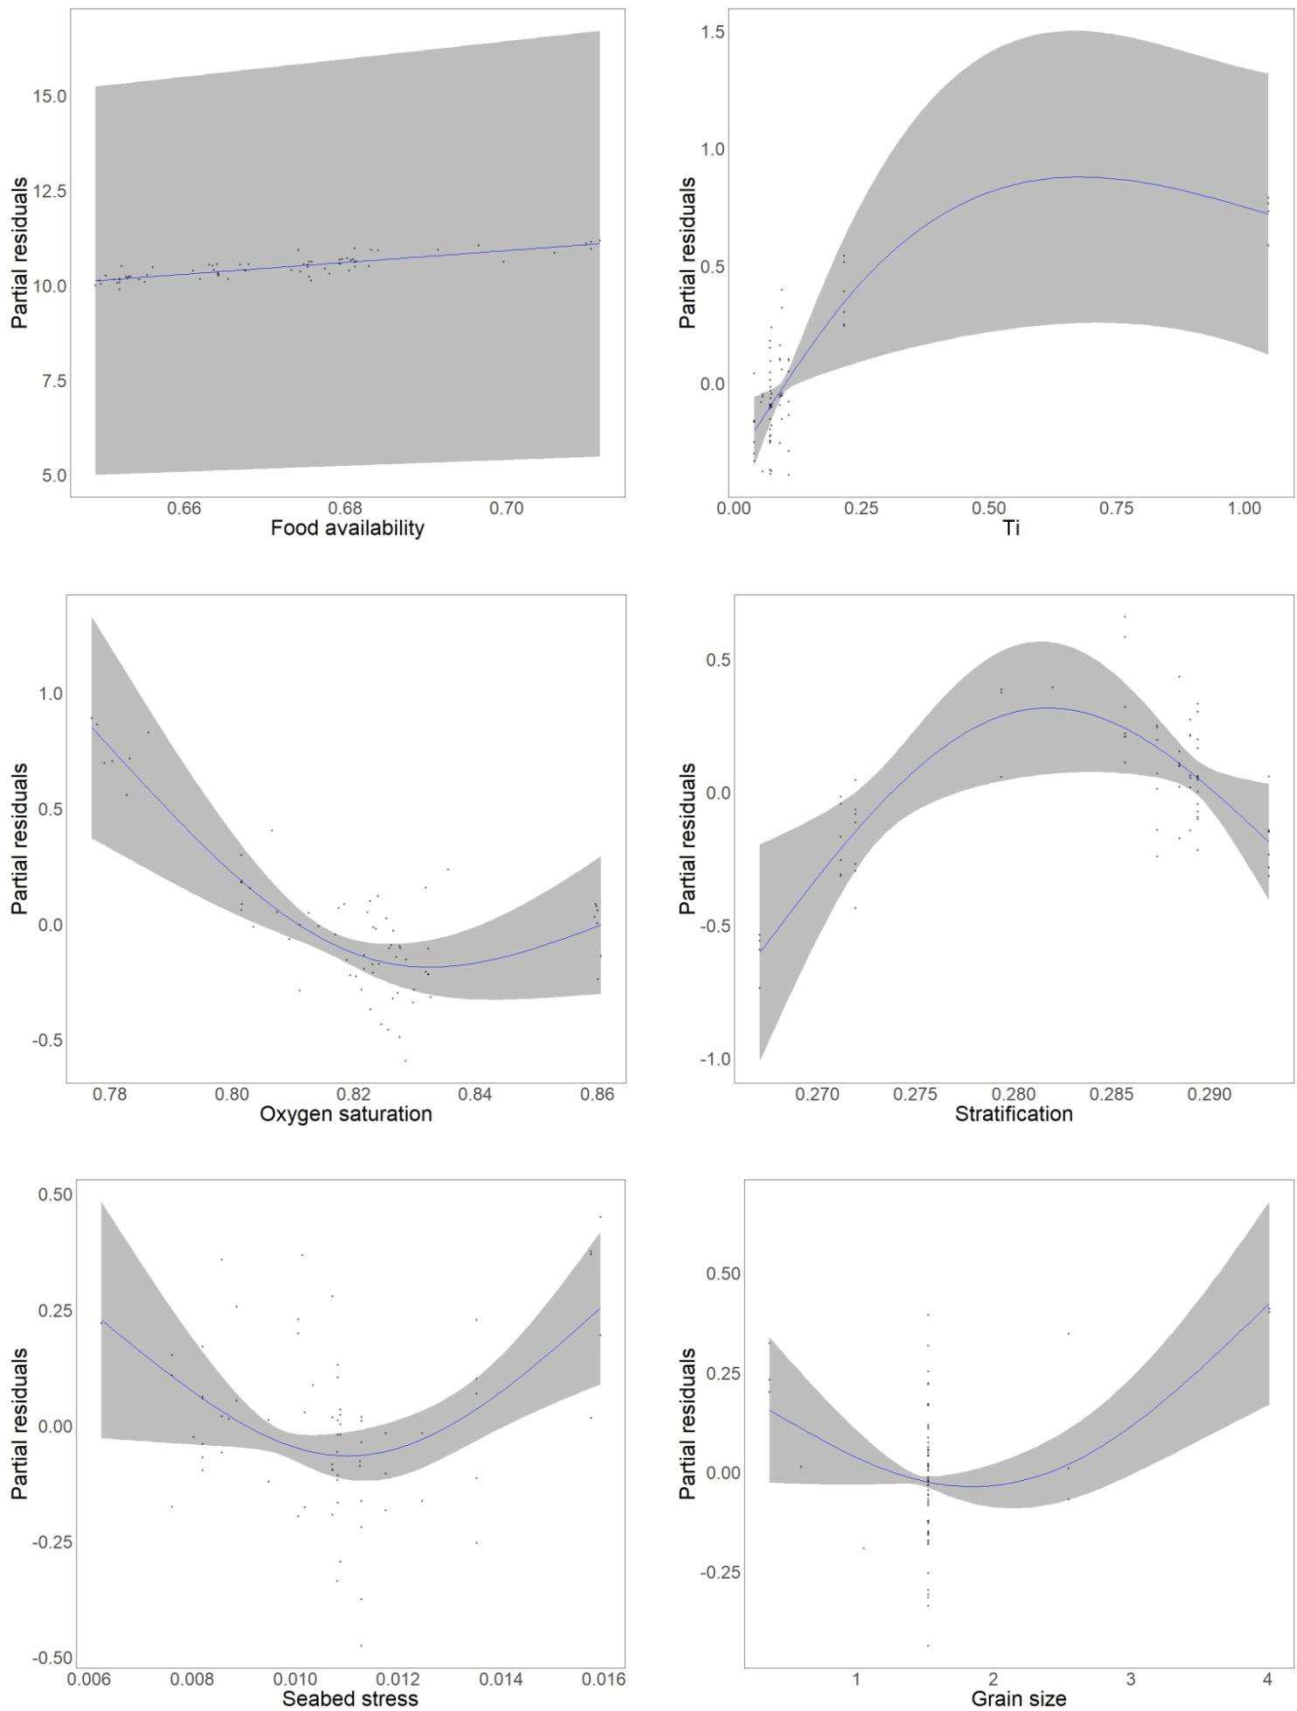 Partial residuals
15.0
12.5
10.0
7.5
5.0
0.66 0.68 0.70
Food availability
Partial residuals
1.5
1.0
0.5
0.0
0.00 0.25 0.50 0.75 1.00
Ti
Partial residuals
1.0
0.5
0.0
-0.5
0.78 0.80 0.82 0.84 0.86
Oxygen saturation
Partial residuals
0.5
0.0
-0.5
-1.0
0.270 0.275 0.280 0.285 0.290
Stratification
Partial residuals
0.50
0.25
0.00
-0.25
-0.50
0.006 0.008 0.010 0.012 0.014 0.016
Seabed stress
Partial residuals
0.50
0.25
0.00
-0.25
1 2 3 4
Grain size